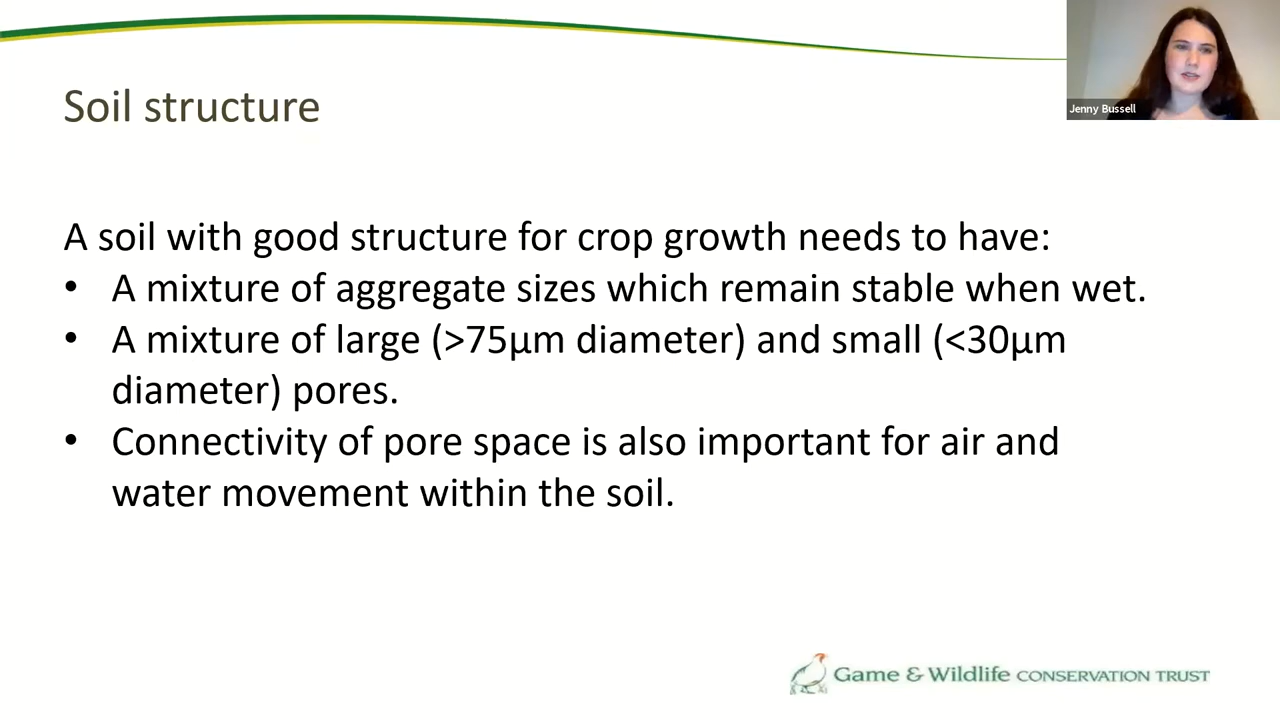 Soil structure
Jenny Bussell
A soil with good structure for crop growth needs to have:
• A mixture of aggregate sizes which remain stable when wet.
• A mixture of large (>75µm diameter) and small (<30µm
diameter) pores.
• Connectivity of pore space is also important for air and
water movement within the soil.
Game & Wildlife CONSERVATION TRUST